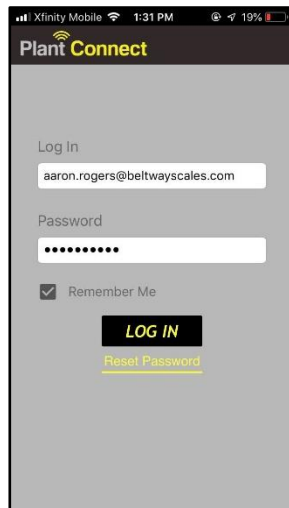 Xfinity Mobile 1:31 PM 19%
Plant Connect
Log In
aaron.rogers@beltwayscales.com
Password
••••••••••
Remember Me
LOG IN
Reset Password